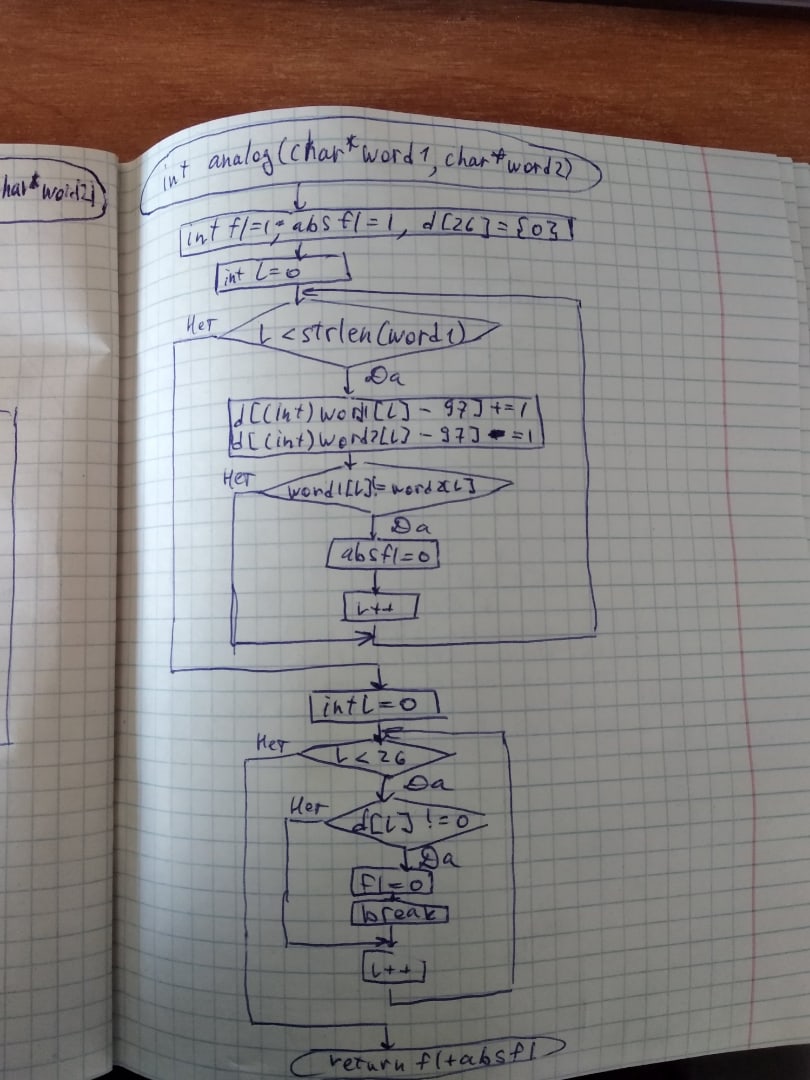 har*word2)
int analog(char*word1, char*word2)
int fl=1; absfl=1, d[26]={0}
int i=0
Нет
i<strlen(word1)
Да
d[(int)word1[i] - 97] +=1
d[(int)word2[i] - 97] -=1
Нет
word1[i]!=word2[i]
Да
absfl=0
i++
int i=0
Нет
i<26
Да
Нет
d[i] !=0
Да
fl=0
break
i++
return fl+absfl